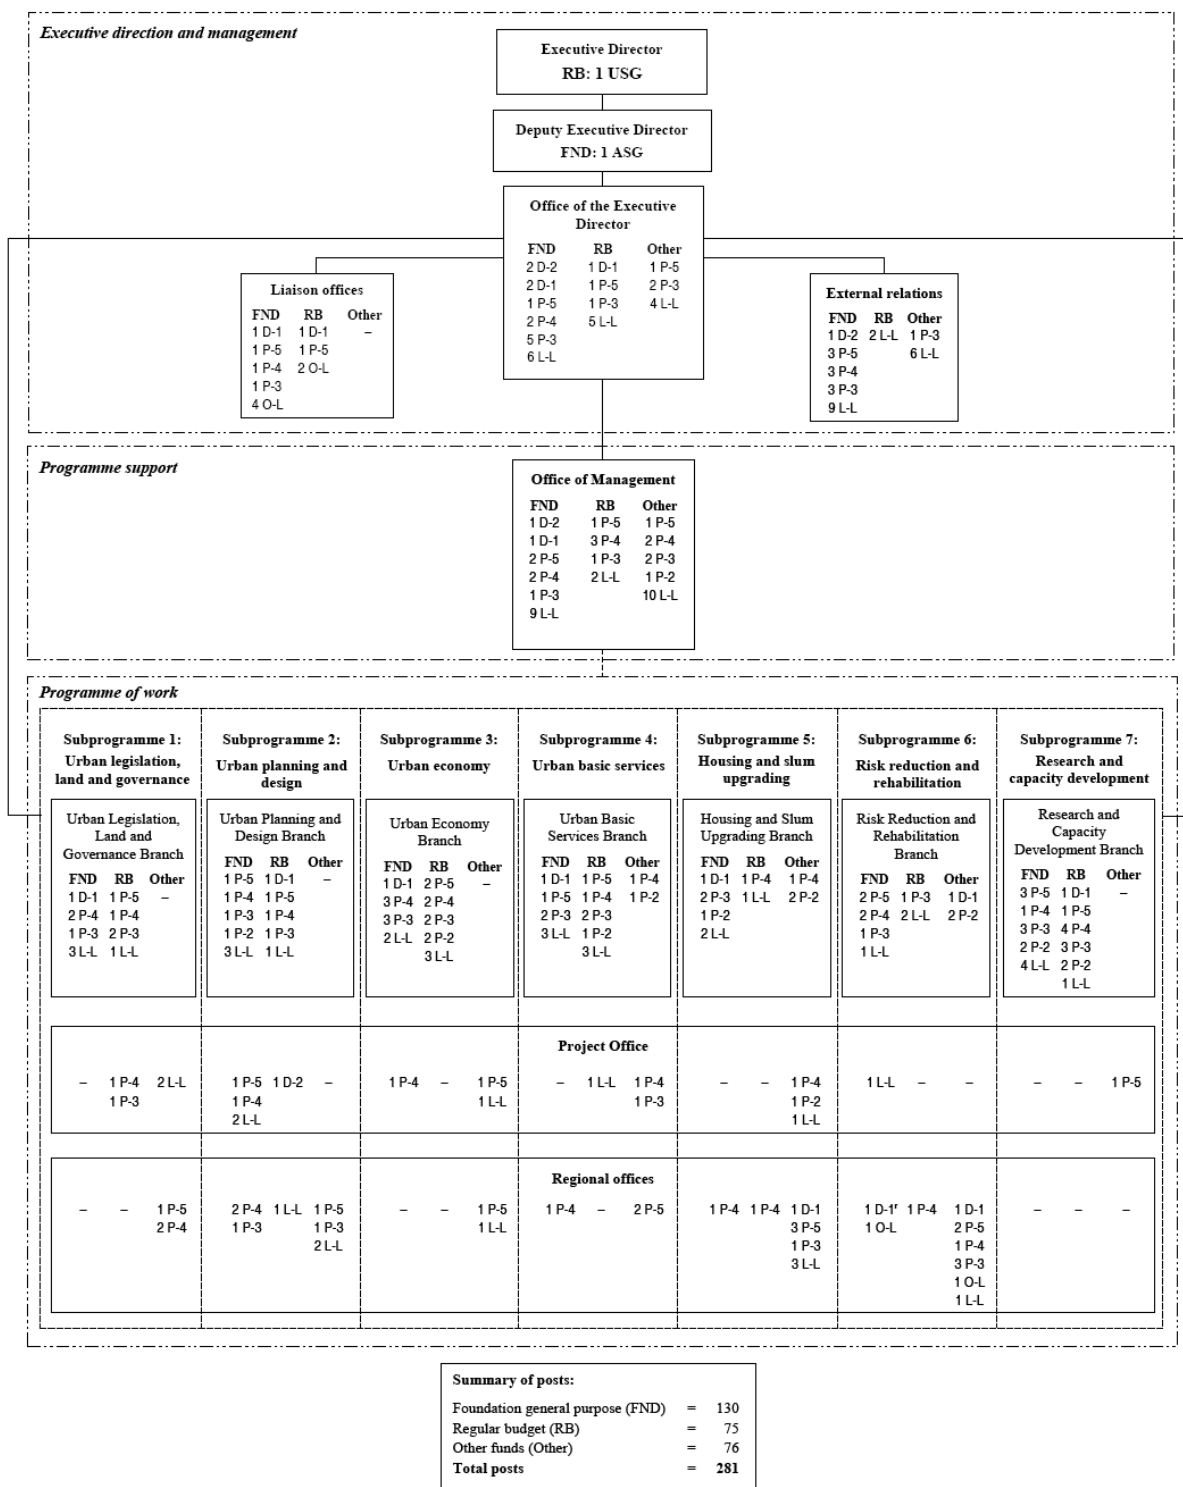 Executive direction and management
Executive Director
RB: 1 USG
Deputy Executive Director
FND: 1 ASG
Office of the Executive
Director
FND RB Other
2 D-2 1 D-1 1 P-5
2 D-1 1 P-5 2 P-3
1 P-5 1 P-3 4 L-L
2 P-4 5 L-L
5 P-3
6 L-L
Liaison offices
FND RB Other
1 D-1 1 D-1 –
1 P-5 1 P-5
1 P-4 2 O-L
1 P-3
4 O-L
External relations
FND RB Other
1 D-2 2 L-L 1 P-3
3 P-5 6 L-L
3 P-4
3 P-3
9 L-L
Programme support
Office of Management
FND RB Other
1 D-2 1 P-5 1 P-5
1 D-1 3 P-4 2 P-4
2 P-5 1 P-3 2 P-3
2 P-4 2 L-L 1 P-2
1 P-3 10 L-L
9 L-L
Programme of work
Subprogramme 1:
Urban legislation,
land and governance
Urban Legislation,
Land and
Governance Branch
FND RB Other
1 D-1 1 P-5 –
2 P-4 1 P-4
1 P-3 2 P-3
3 L-L 1 L-L
Subprogramme 2:
Urban planning and
design
Urban Planning and
Design Branch
FND RB Other
1 P-5 1 D-1 –
1 P-4 1 P-5
1 P-3 1 P-4
1 P-2 1 P-3
3 L-L 1 L-L
Subprogramme 3:
Urban economy
Urban Economy
Branch
FND RB Other
1 D-1 2 P-5 –
3 P-4 2 P-4
3 P-3 2 P-3
2 L-L 2 P-2
3 L-L
Subprogramme 4:
Urban basic services
Urban Basic
Services Branch
FND RB Other
1 D-1 1 P-5 1 P-4
1 P-5 1 P-4 1 P-2
2 P-3 2 P-3
3 L-L 1 P-2
3 L-L
Subprogramme 5:
Housing and slum
upgrading
Housing and Slum
Upgrading Branch
FND RB Other
1 D-1 1 P-4 1 P-4
2 P-3 1 L-L 2 P-2
1 P-2
2 L-L
Subprogramme 6:
Risk reduction and
rehabilitation
Risk Reduction and
Rehabilitation
Branch
FND RB Other
2 P-5 1 P-3 1 D-1
2 P-4 2 L-L 2 P-2
1 P-3
1 L-L
Subprogramme 7:
Research and
capacity development
Research and
Capacity
Development Branch
FND RB Other
3 P-5 1 D-1 –
1 P-4 1 P-5
3 P-3 4 P-4
2 P-2 3 P-3
4 L-L 2 P-2
1 L-L
Project Office
– 1 P-4 2 L-L 1 P-5 1 D-2 – 1 P-4 – 1 P-5 – 1 L-L 1 P-4 – – 1 P-4 1 L-L – – – – 1 P-5
1 P-3 1 P-4 1 L-L 1 P-3 1 P-2
2 L-L 1 L-L
Regional offices
– – 1 P-5 2 P-4 1 L-L 1 P-5 – – 1 P-5 1 P-4 – 2 P-5 1 P-4 1 P-4 1 D-1 1 D-1ʳ 1 P-4 1 D-1 – – –
2 P-4 1 P-3 1 P-3 1 L-L 3 P-5 1 O-L 2 P-5
2 L-L 1 P-3 1 P-4
3 L-L 3 P-3
1 O-L
1 L-L
Summary of posts:
Foundation general purpose (FND) = 130
Regular budget (RB) = 75
Other funds (Other) = 76
Total posts = 281